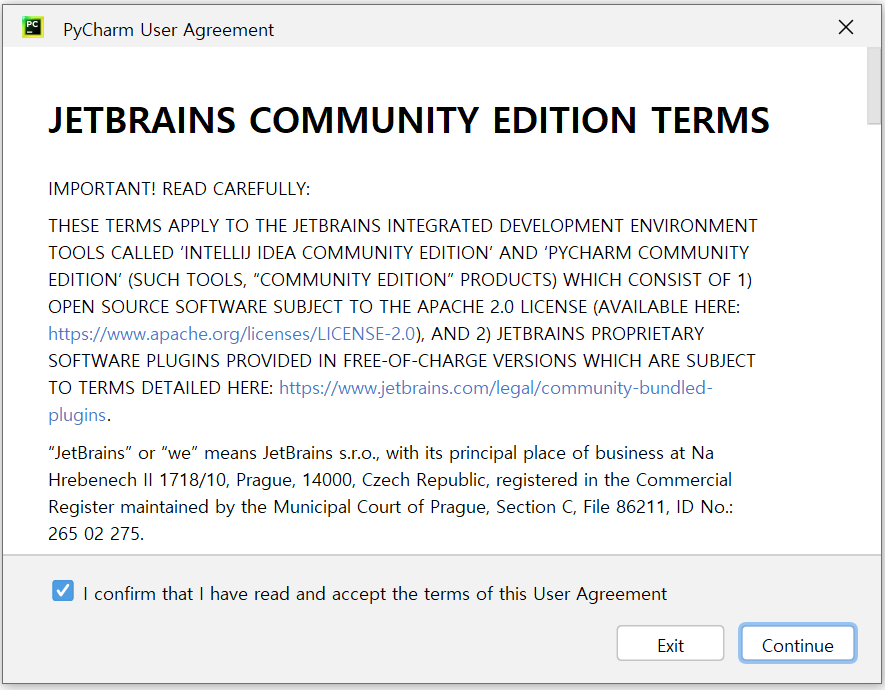 PC
PyCharm User Agreement
JETBRAINS COMMUNITY EDITION TERMS
IMPORTANT! READ CAREFULLY:
THESE TERMS APPLY TO THE JETBRAINS INTEGRATED DEVELOPMENT ENVIRONMENT
TOOLS CALLED ‘INTELLIJ IDEA COMMUNITY EDITION’ AND ‘PYCHARM COMMUNITY
EDITION’ (SUCH TOOLS, “COMMUNITY EDITION” PRODUCTS) WHICH CONSIST OF 1)
OPEN SOURCE SOFTWARE SUBJECT TO THE APACHE 2.0 LICENSE (AVAILABLE HERE:
https://www.apache.org/licenses/LICENSE-2.0), AND 2) JETBRAINS PROPRIETARY
SOFTWARE PLUGINS PROVIDED IN FREE-OF-CHARGE VERSIONS WHICH ARE SUBJECT
TO TERMS DETAILED HERE: https://www.jetbrains.com/legal/community-bundled-
plugins.
“JetBrains” or “we” means JetBrains s.r.o., with its principal place of business at Na
Hrebenech II 1718/10, Prague, 14000, Czech Republic, registered in the Commercial
Register maintained by the Municipal Court of Prague, Section C, File 86211, ID No.:
265 02 275.
I confirm that I have read and accept the terms of this User Agreement
Exit
Continue